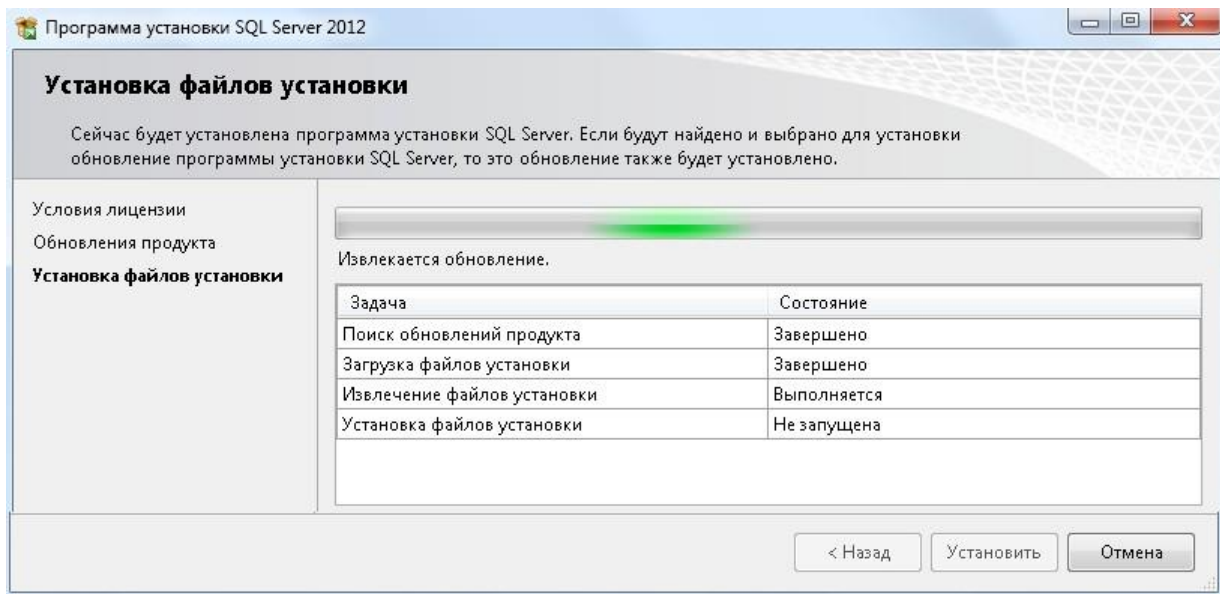 Программа установки SQL Server 2012
Установка файлов установки
Сейчас будет установлена программа установки SQL Server. Если будут найдено и выбрано для установки
обновление программы установки SQL Server, то это обновление также будет установлено.
Условия лицензии
Обновления продукта
Установка файлов установки
Извлекается обновление.
Задача Состояние
Поиск обновлений продукта Завершено
Загрузка файлов установки Завершено
Извлечение файлов установки Выполняется
Установка файлов установки Не запущена
< Назад Установить Отмена